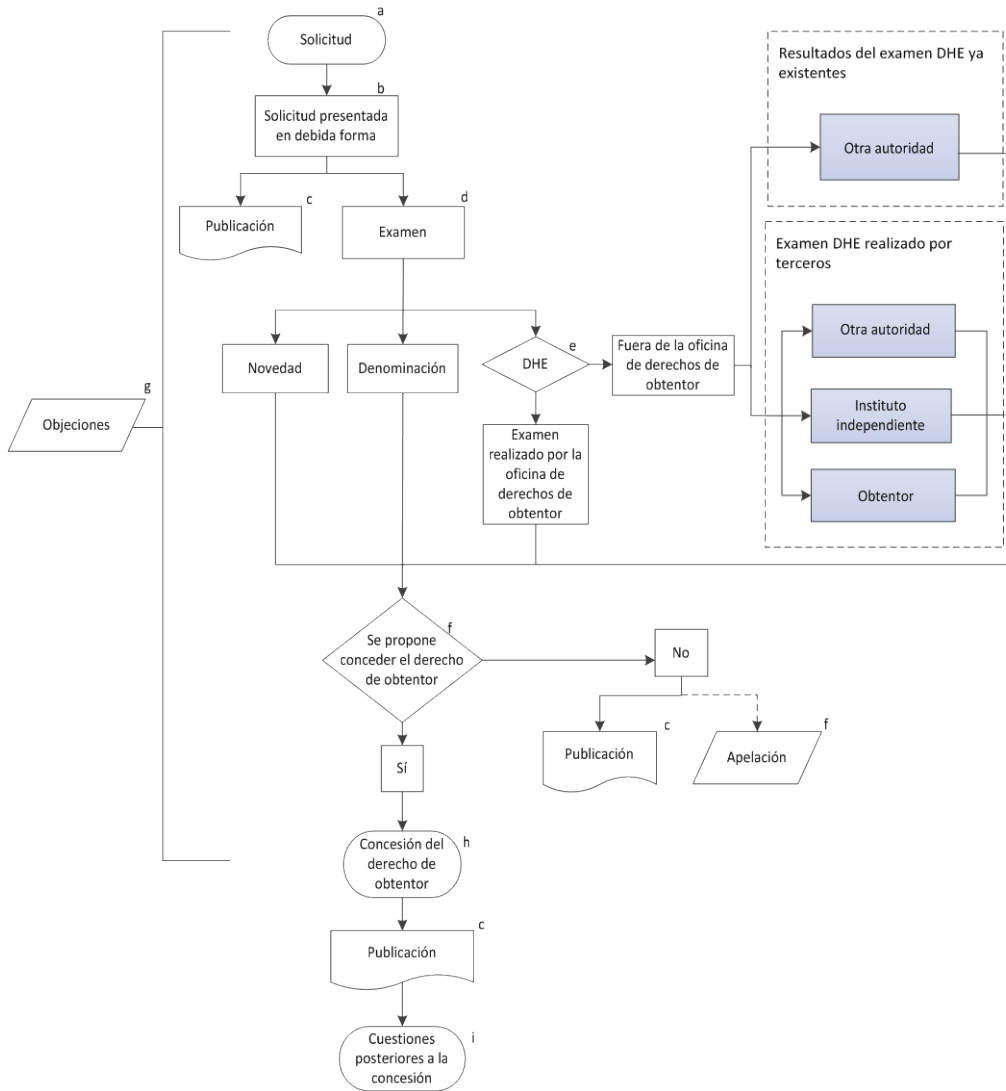 a
Solicitud
b
Solicitud presentada
en debida forma
c
Publicación
d
Examen
Novedad
Denominación
e
DHE
Fuera de la oficina
de derechos de
obtentor
Examen
realizado por la
oficina de
derechos de
obtentor
Resultados del examen DHE ya
existentes
Otra autoridad
Examen DHE realizado por
terceros
Otra autoridad
Instituto
independiente
Obtentor
g
Objeciones
f
Se propone
conceder el derecho
de obtentor
No
c
Publicación
f
Apelación
Sí
h
Concesión del
derecho de
obtentor
c
Publicación
i
Cuestiones
posteriores a la
concesión